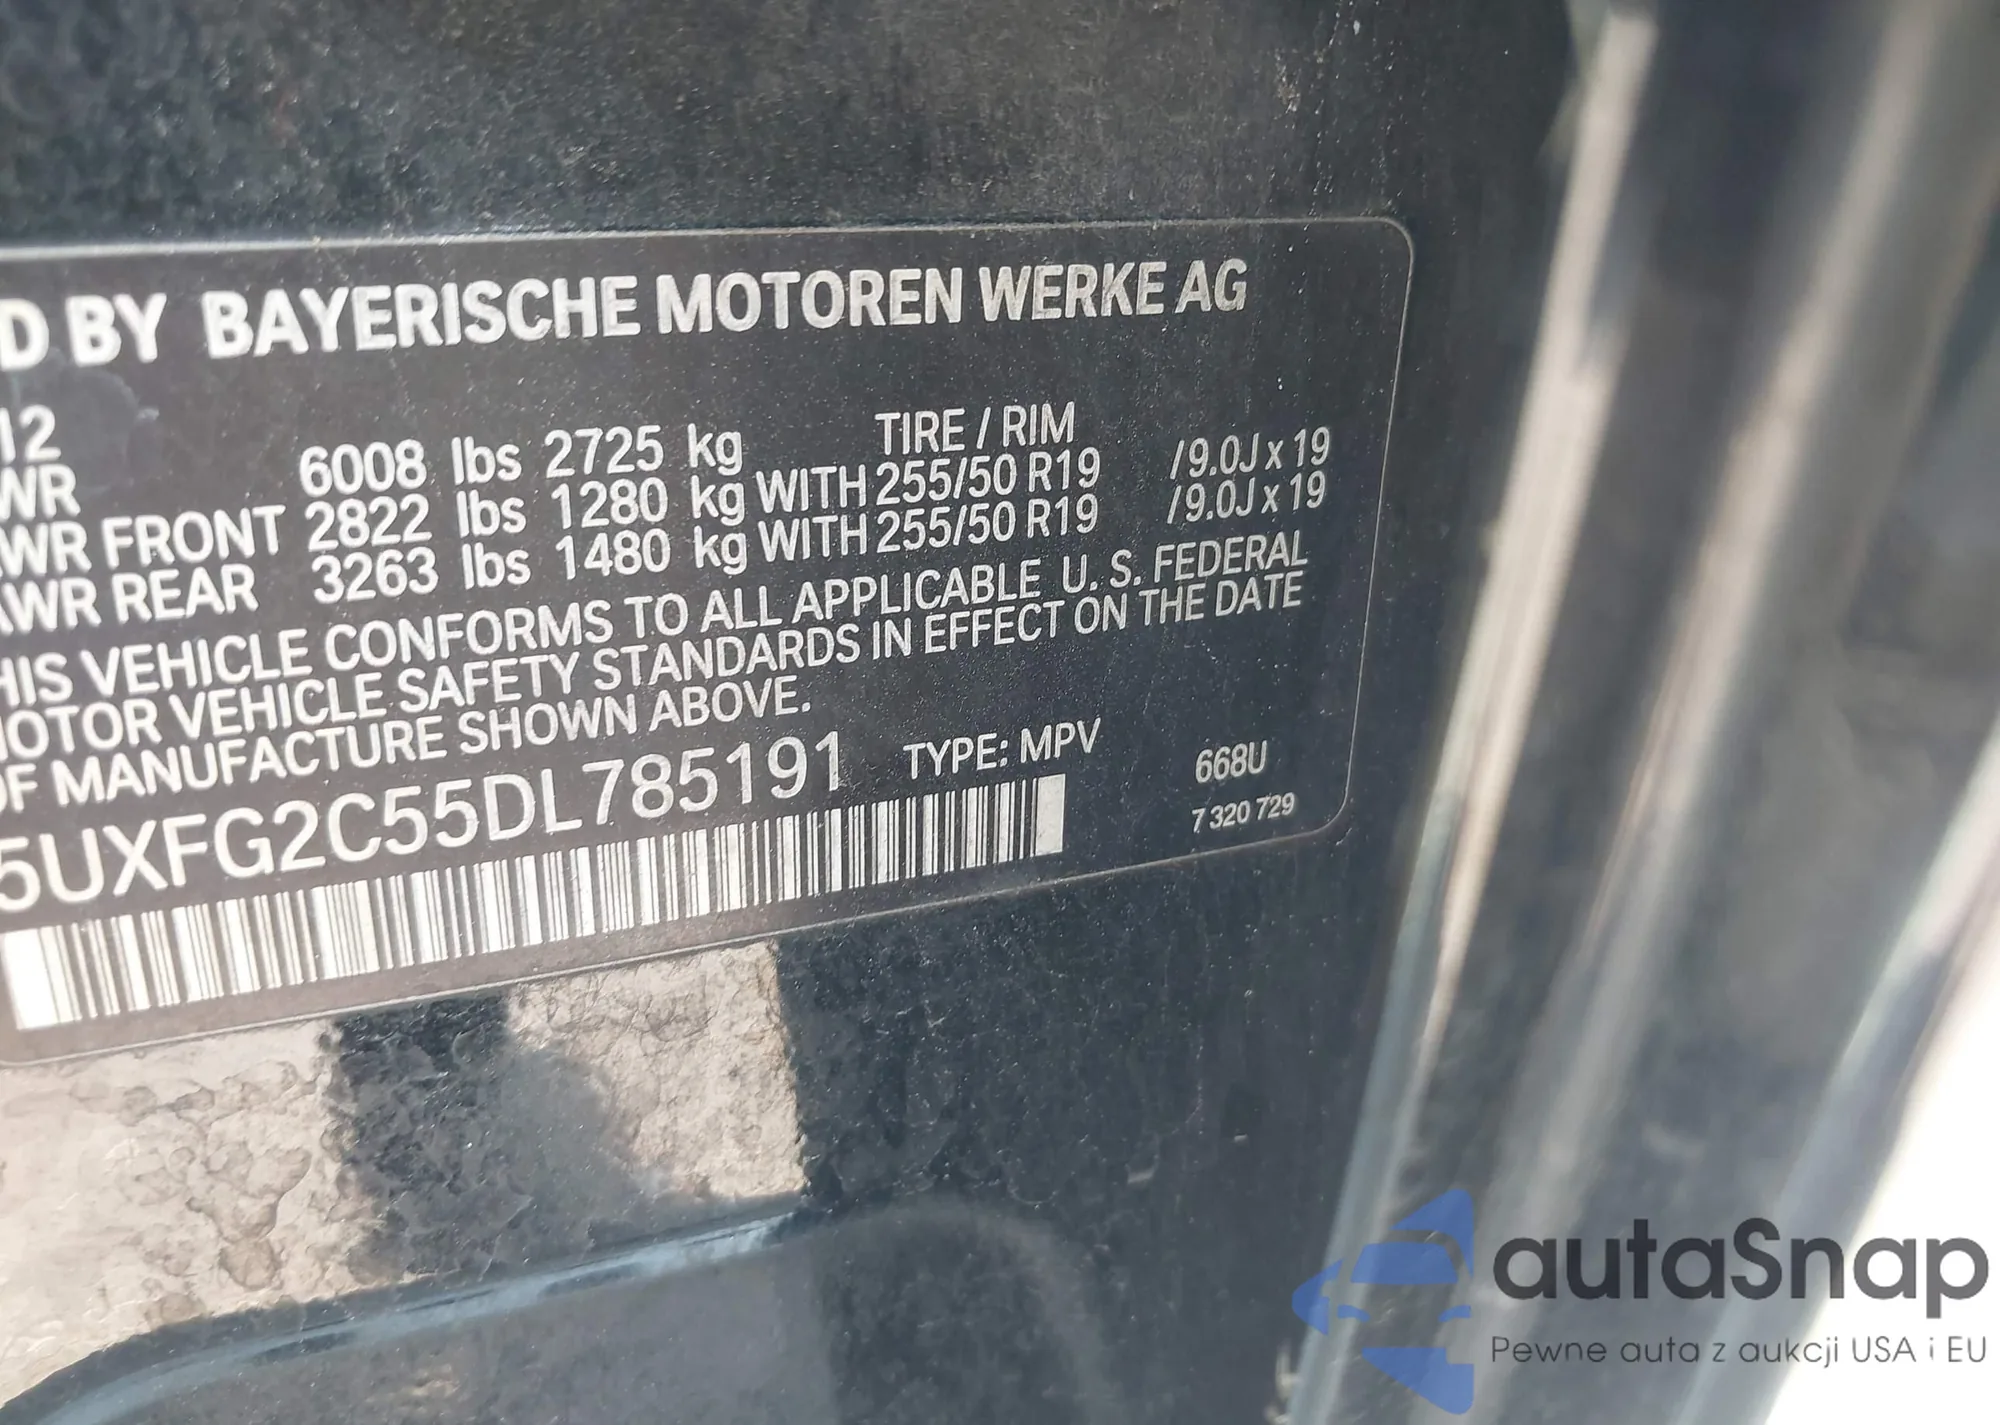 D BY BAYERISCHE MOTOREN WERKE AG
12
WR 6008 lbs 2725 kg TIRE / RIM
WR FRONT 2822 lbs 1280 kg WITH 255/50 R19 /9.0J x 19
WR REAR 3263 lbs 1480 kg WITH 255/50 R19 /9.0J x 19
HIS VEHICLE CONFORMS TO ALL APPLICABLE U. S. FEDERAL
OTOR VEHICLE SAFETY STANDARDS IN EFFECT ON THE DATE
OF MANUFACTURE SHOWN ABOVE.
5UXFG2C55DL785191 TYPE: MPV 668U
7 320 729
autaSnap
Pewne auta z aukcji USA i EU